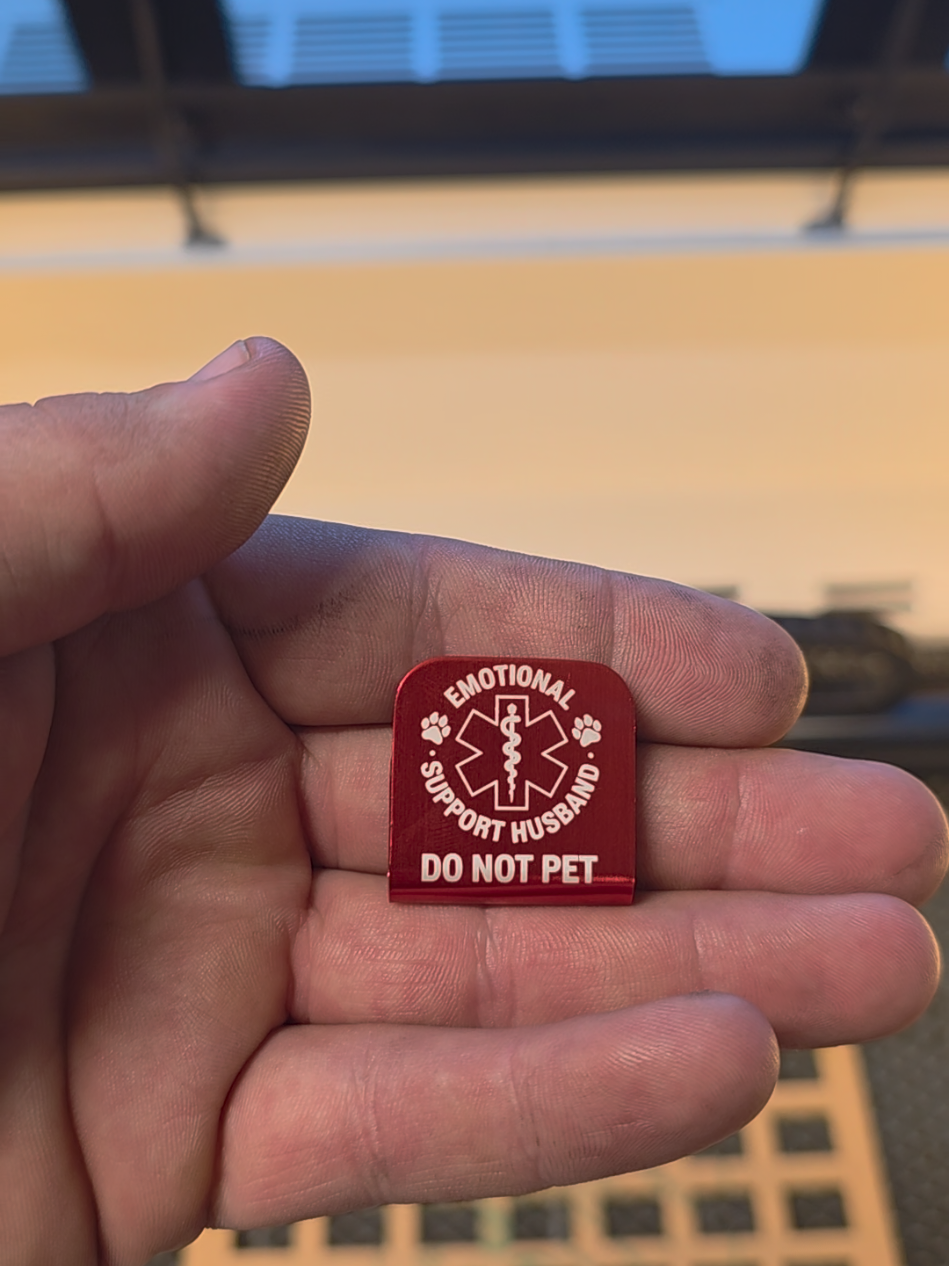 EMOTIONAL
· SUPPORT HUSBAND ·
DO NOT PET